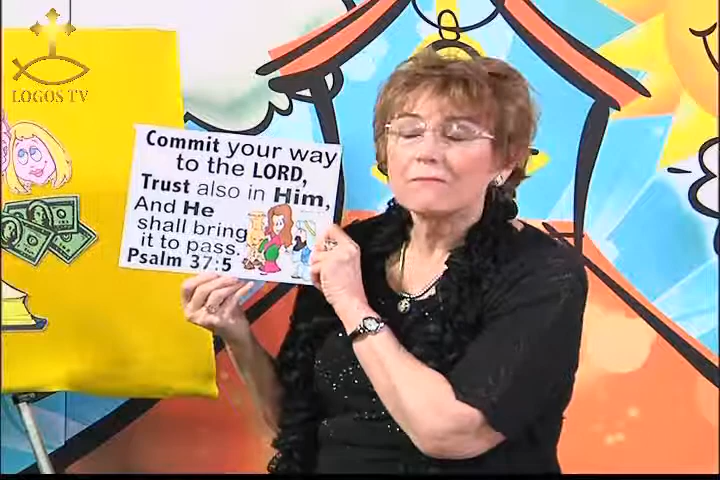 LOGOS TV
Commit your way
to the LORD,
Trust also in Him,
And He
shall bring
it to pass.
Psalm 37:5